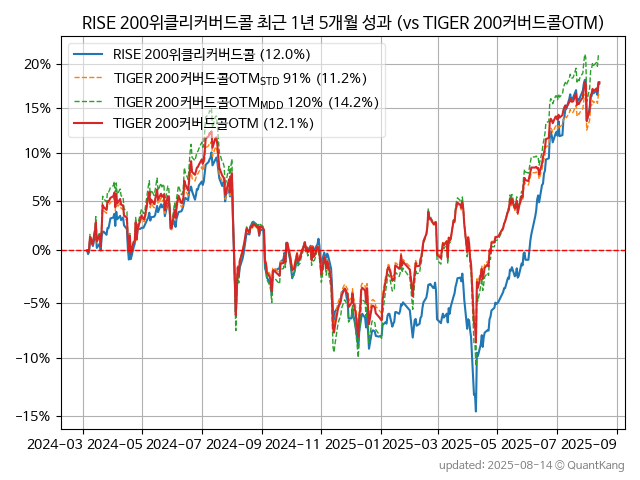 RISE 200위클리커버드콜 최근 1년 5개월 성과 (vs TIGER 200커버드콜OTM)
RISE 200위클리커버드콜 (12.0%)
TIGER 200커버드콜OTM_STD 91% (11.2%)
TIGER 200커버드콜OTM_MDD 120% (14.2%)
TIGER 200커버드콜OTM (12.1%)
20%
15%
10%
5%
0%
−5%
−10%
−15%
2024-03 2024-05 2024-07 2024-09 2024-11 2025-01 2025-03 2025-05 2025-07 2025-09
updated: 2025-08-14 © QuantKang